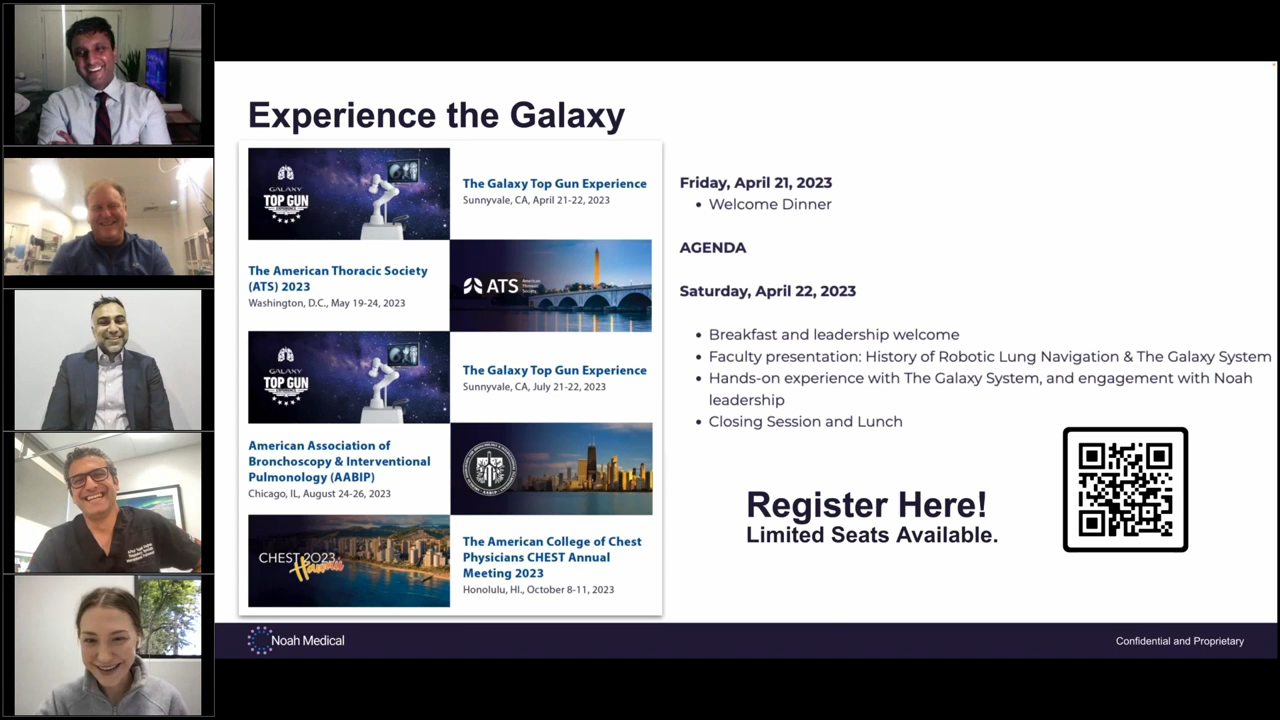 Experience the Galaxy
GALAXY
TOP GUN
The Galaxy Top Gun Experience
Sunnyvale, CA, April 21-22, 2023
The American Thoracic Society
(ATS) 2023
Washington, D.C., May 19-24, 2023
ATS
American
Thoracic
Society
GALAXY
TOP GUN
The Galaxy Top Gun Experience
Sunnyvale, CA, July 21-22, 2023
American Association of
Bronchoscopy & Interventional
Pulmonology (AABIP)
Chicago, IL, August 24-26, 2023
AABIP
CHEST 2023
Hawaii
The American College of Chest
Physicians CHEST Annual
Meeting 2023
Honolulu, HI., October 8-11, 2023
Friday, April 21, 2023
• Welcome Dinner
AGENDA
Saturday, April 22, 2023
• Breakfast and leadership welcome
• Faculty presentation: History of Robotic Lung Navigation & The Galaxy System
• Hands-on experience with The Galaxy System, and engagement with Noah
leadership
• Closing Session and Lunch
Register Here!
Limited Seats Available.
Noah Medical
Confidential and Proprietary